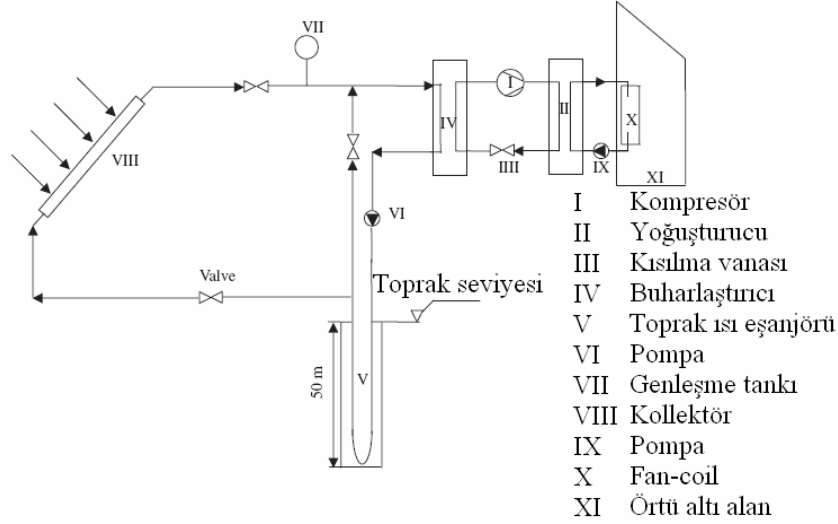 VII
I
IV
II
X
VIII
IIII
IX
XI
VI
Valve
Toprak seviyesi
V
50 m
I Kompresör
II Yoğuşturucu
III Kısılma vanası
IV Buharlaştırıcı
V Toprak ısı eşanjörü
VI Pompa
VII Genleşme tankı
VIII Kollektör
IX Pompa
X Fan-coil
XI Örtü altı alan